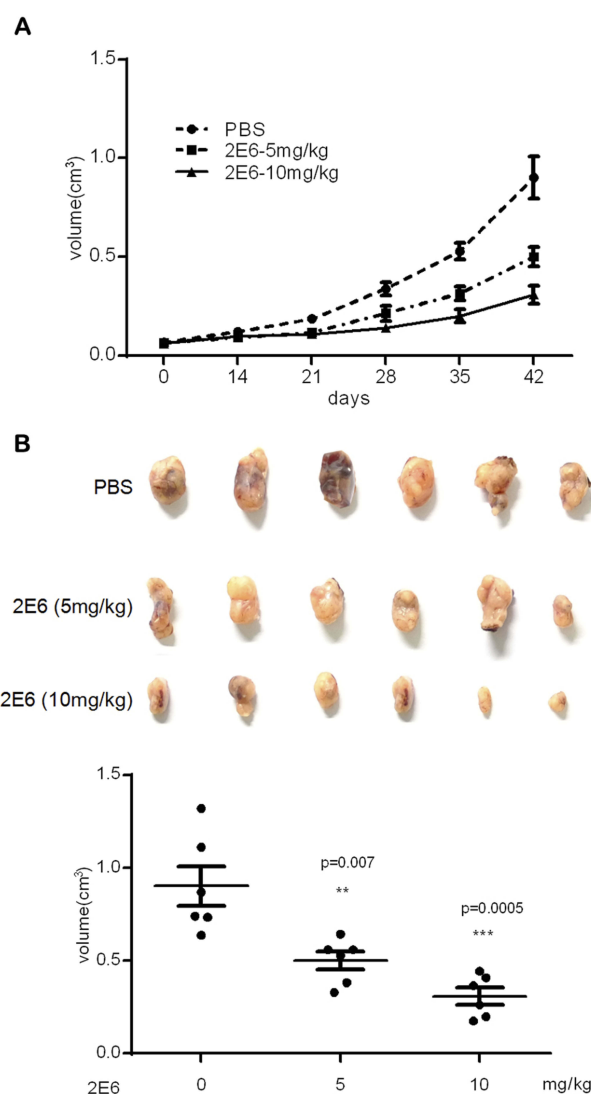 A
1.5
1.0
0.5
0.0
volume(cm³)
PBS
2E6-5mg/kg
2E6-10mg/kg
0 14 21 28 35 42
days
B
PBS
2E6 (5mg/kg)
2E6 (10mg/kg)
1.5
1.0
0.5
0.0
volume(cm³)
p=0.007
**
p=0.0005
***
2E6 0 5 10 mg/kg